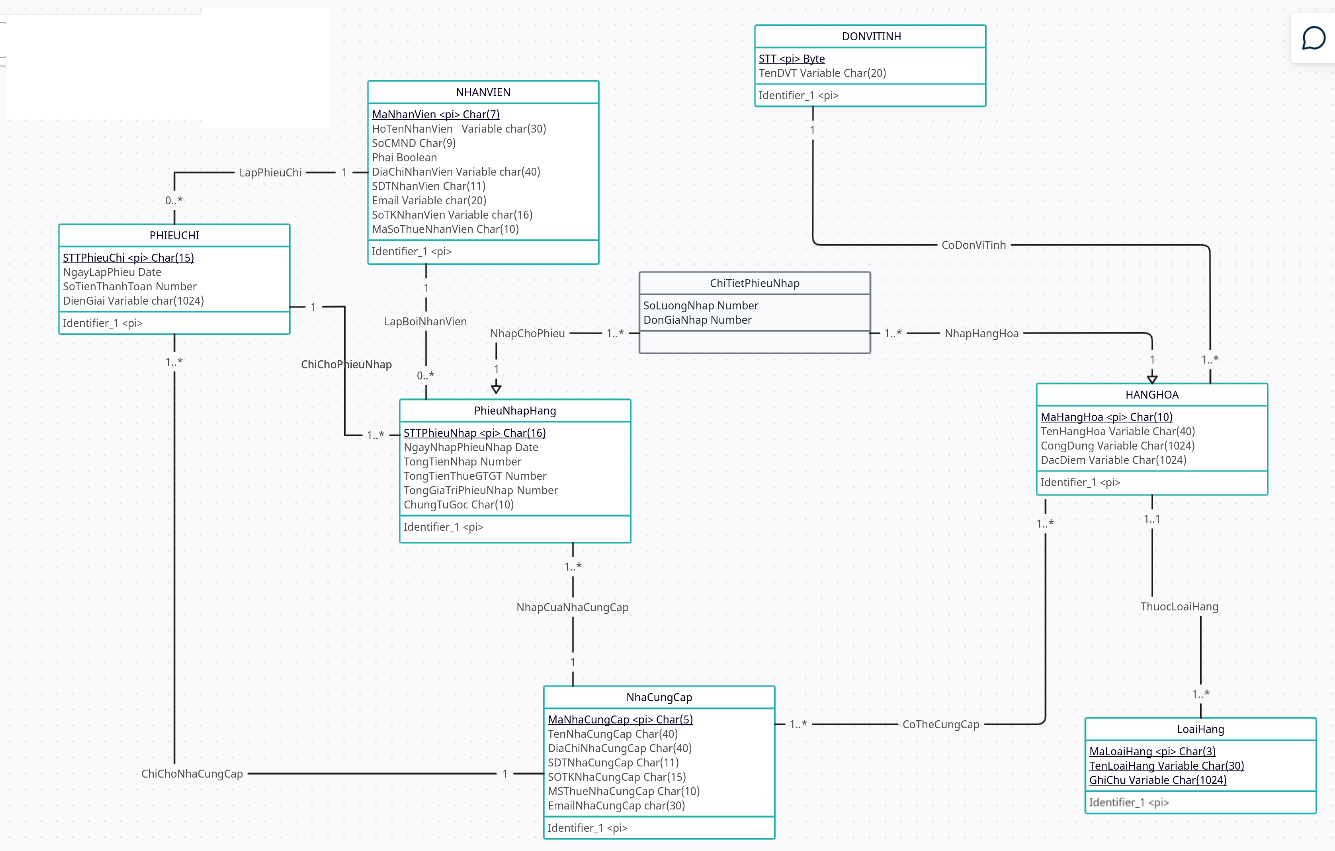 DONVITINH
STT <pi> Byte
TenDVT Variable Char(20)
Identifier_1 <pi>
1
NHANVIEN
MaNhanVien <pi> Char(7)
HoTenNhanVien Variable char(30)
SoCMND Char(9)
Phai Boolean
DiaChiNhanVien Variable char(40)
SDTNhanVien Char(11)
Email Variable char(20)
SoTKNhanVien Variable char(16)
MaSoThueNhanVien Char(10)
Identifier_1 <pi>
LapPhieuChi
1
0..*
PHIEUCHI
STTPhieuChi <pi> Char(15)
NgayLapPhieu Date
SoTienThanhToan Number
DienGiai Variable char(1024)
Identifier_1 <pi>
1
1..*
ChiChoPhieuNhap
1..*
1
LapBoiNhanVien
0..*
CoDonViTinh
1..*
ChiTietPhieuNhap
SoLuongNhap Number
DonGiaNhap Number
NhapChoPhieu
1..*
1
1..*
NhapHangHoa
1
PhieuNhapHang
STTPhieuNhap <pi> Char(16)
NgayNhapPhieuNhap Date
TongTienNhap Number
TongTienThueGTGT Number
TongGiaTriPhieuNhap Number
ChungTuGoc Char(10)
Identifier_1 <pi>
HANGHOA
MaHangHoa <pi> Char(10)
TenHangHoa Variable Char(40)
CongDung Variable Char(1024)
DacDiem Variable Char(1024)
Identifier_1 <pi>
1..*
1..1
1..*
NhapCuaNhaCungCap
1
ThuocLoaiHang
1..*
NhaCungCap
MaNhaCungCap <pi> Char(5)
TenNhaCungCap Char(40)
DiaChiNhaCungCap Char(40)
SDTNhaCungCap Char(11)
SOTKNhaCungCap Char(15)
MSThueNhaCungCap Char(10)
EmailNhaCungCap char(30)
Identifier_1 <pi>
1..*
CoTheCungCap
LoaiHang
MaLoaiHang <pi> Char(3)
TenLoaiHang Variable Char(30)
GhiChu Variable Char(1024)
Identifier_1 <pi>
ChiChoNhaCungCap
1